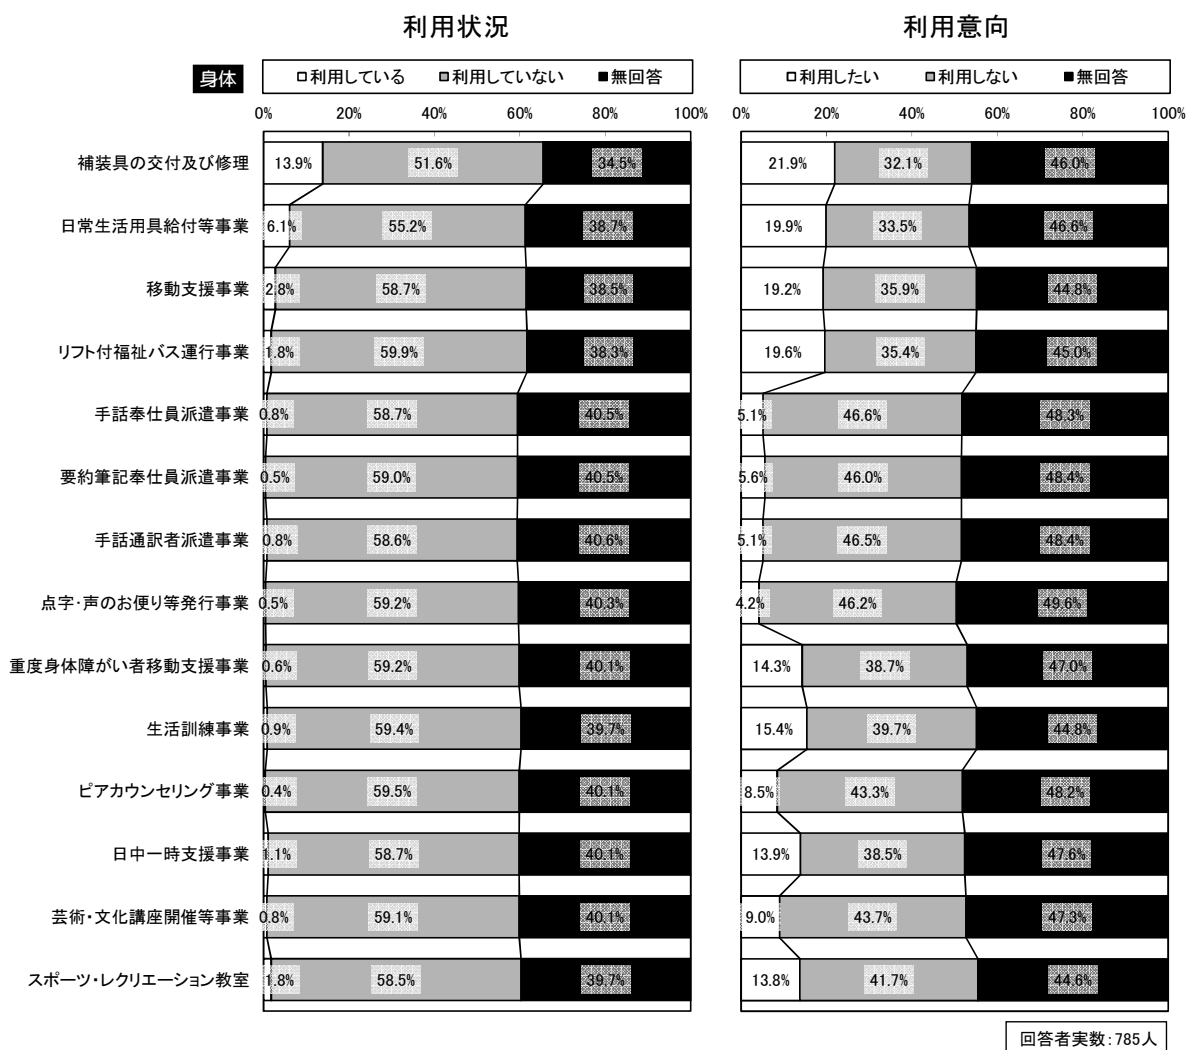 利用状況 利用意向
身体 □利用している ■利用していない ■無回答 □利用したい ■利用しない ■無回答
0% 20% 40% 60% 80% 100% 0% 20% 40% 60% 80% 100%
補装具の交付及び修理 13.9% 51.6% 34.5% 21.9% 32.1% 46.0%
日常生活用具給付等事業 6.1% 55.2% 38.7% 19.9% 33.5% 46.6%
移動支援事業 2.8% 58.7% 38.5% 19.2% 35.9% 44.8%
リフト付福祉バス運行事業 1.8% 59.9% 38.3% 19.6% 35.4% 45.0%
手話奉仕員派遣事業 0.8% 58.7% 40.5% 5.1% 46.6% 48.3%
要約筆記奉仕員派遣事業 0.5% 59.0% 40.5% 5.6% 46.0% 48.4%
手話通訳者派遣事業 0.8% 58.6% 40.6% 5.1% 46.5% 48.4%
点字・声のお便り等発行事業 0.5% 59.2% 40.3% 4.2% 46.2% 49.6%
重度身体障がい者移動支援事業 0.6% 59.2% 40.1% 14.3% 38.7% 47.0%
生活訓練事業 0.9% 59.4% 39.7% 15.4% 39.7% 44.8%
ピアカウンセリング事業 0.4% 59.5% 40.1% 8.5% 43.3% 48.2%
日中一時支援事業 1.1% 58.7% 40.1% 13.9% 38.5% 47.6%
芸術・文化講座開催等事業 0.8% 59.1% 40.1% 9.0% 43.7% 47.3%
スポーツ・レクリエーション教室 1.8% 58.5% 39.7% 13.8% 41.7% 44.6%
回答者実数：785人